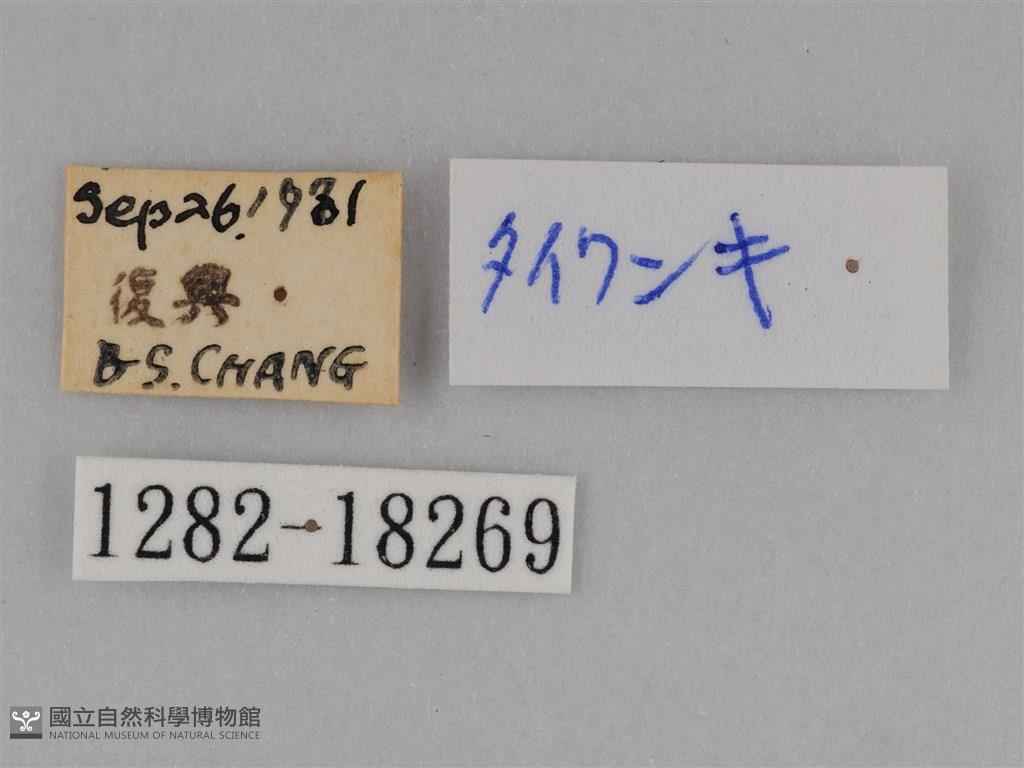 Sep 26, 1981
復興
B.S. CHANG
タイワンキ
1282-18269
國立自然科學博物館
NATIONAL MUSEUM OF NATURAL SCIENCE